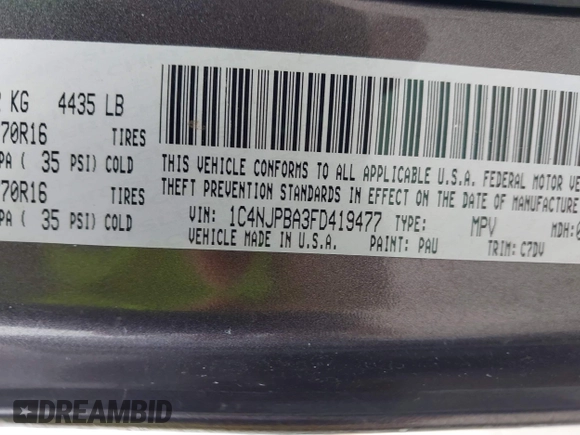 KG 4435 LB
70R16 TIRES
PA ( 35 PSI) COLD
70R16 TIRES
PA ( 35 PSI) COLD
THIS VEHICLE CONFORMS TO ALL APPLICABLE U.S.A. FEDERAL MOTOR VE
THEFT PREVENTION STANDARDS IN EFFECT ON THE DATE OF MANUFACTURE
VIN: 1C4NJPBA3FD419477 TYPE: MPV MDH:0
VEHICLE MADE IN U.S.A. PAINT: PAU TRIM: C7DV
DREAMBID